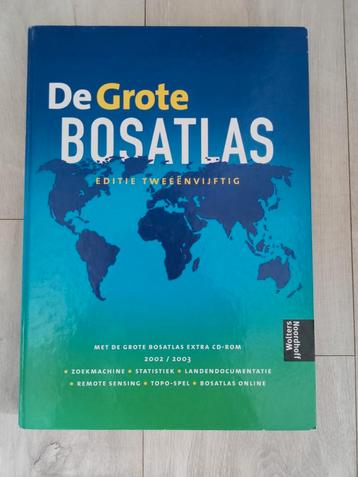 De Grote
BOSATLAS
EDITIE TWEEËNVIJFTIG
MET DE GROTE BOSATLAS EXTRA CD-ROM
2002 / 2003
• ZOEKMACHINE • STATISTIEK • LANDENDOCUMENTATIE
• REMOTE SENSING • TOPO-SPEL • BOSATLAS ONLINE
Wolters
Noordhoff